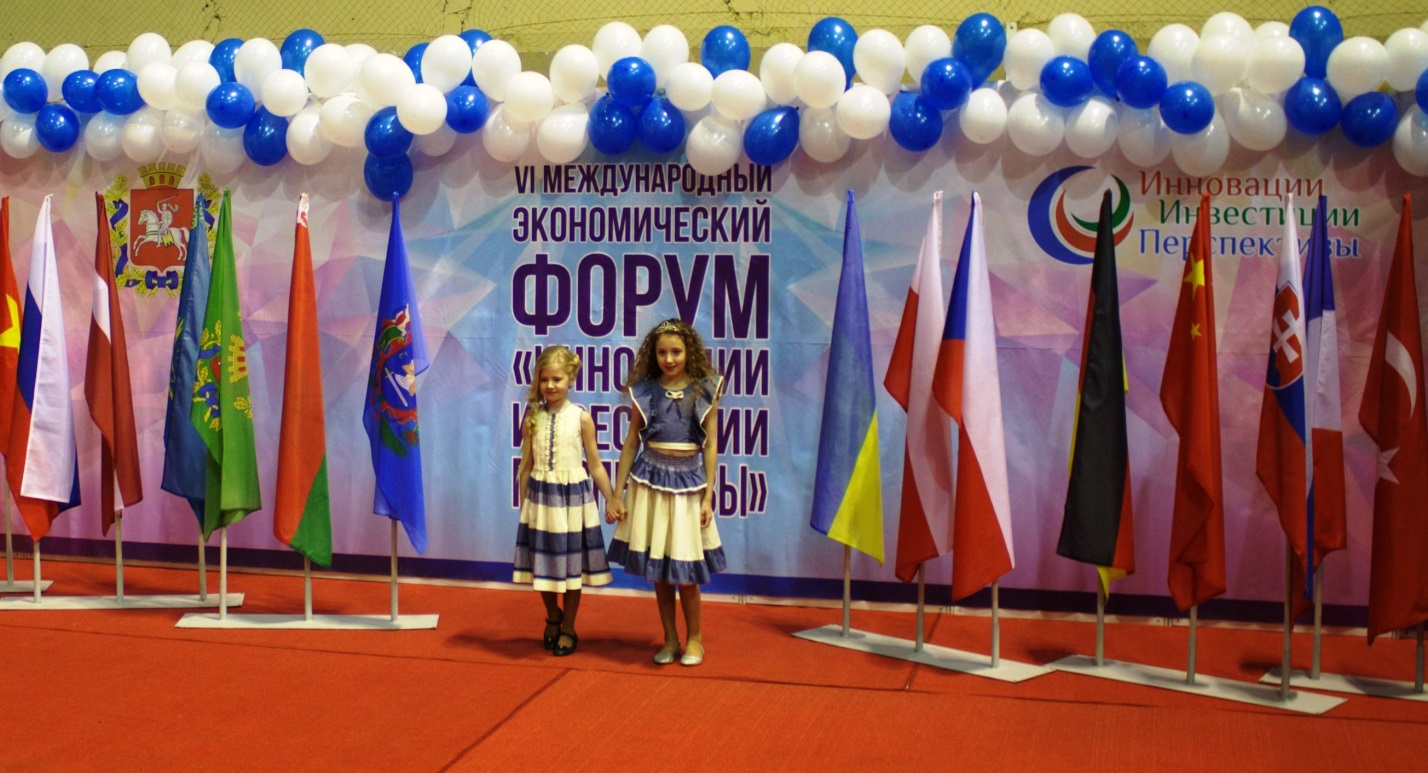 VI МЕЖДУНАРОДНЫЙ
ЭКОНОМИЧЕСКИЙ
ФОРУМ
Инновации
Инвестиции
Перспективы